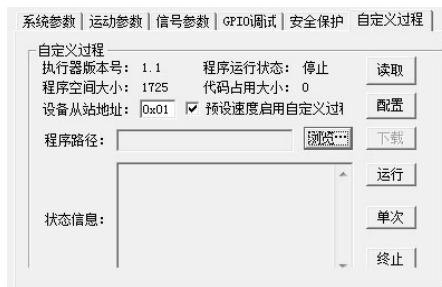 系统参数 运动参数 信号参数 GPIO调试 安全保护 自定义过程
自定义过程
执行器版本号： 1.1 程序运行状态： 停止 读取
程序空间大小： 1725 代码占用大小： 0
设备从站地址： 0x01 预设速度启用自定义过 配置
程序路径： 浏览… 下载
运行
状态信息： 单次
终止